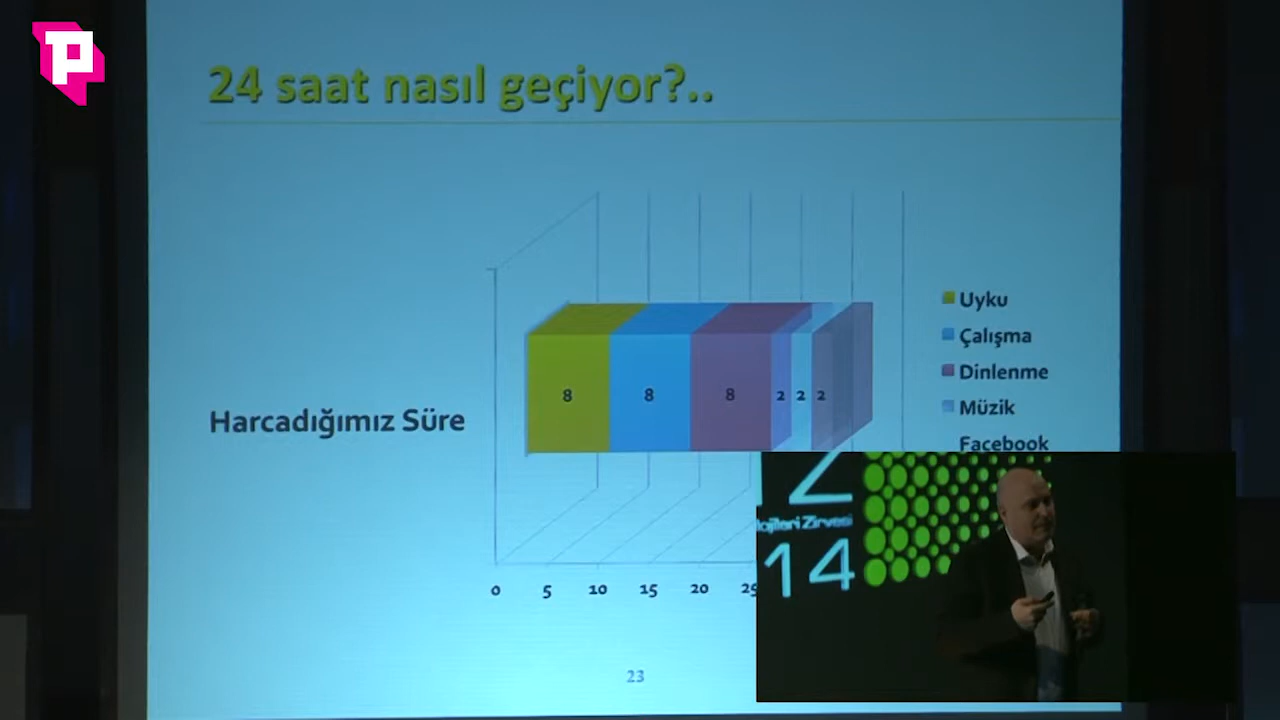 P
24 saat nasıl geçiyor?..
Harcadığımız Süre
8 8 8 2 2 2
Uyku
Çalışma
Dinlenme
Müzik
Facebook
0 5 10 15 20
23
Zirvesi
14